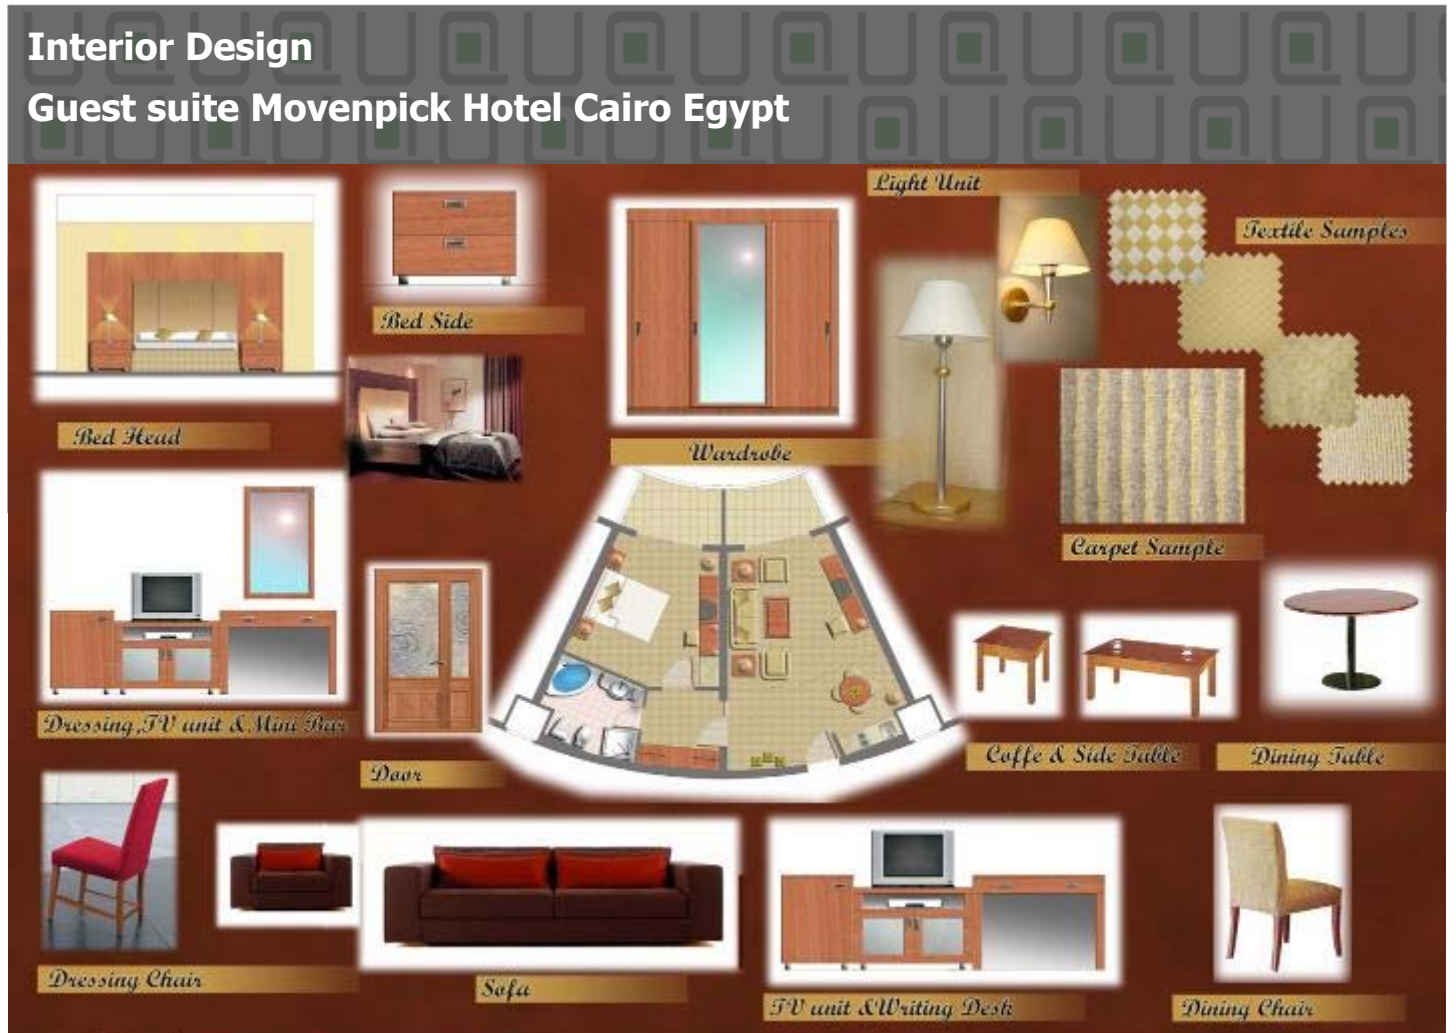 Interior Design
Guest suite Movenpick Hotel Cairo Egypt
Light Unit
Textile Samples
Bed Side
Bed Head
Wardrobe
Carpet Sample
Dressing,TV unit & Mini Bar
Door
Coffe & Side Table
Dining Table
Dressing Chair
Sofa
TV unit &Writing Desk
Dining Chair